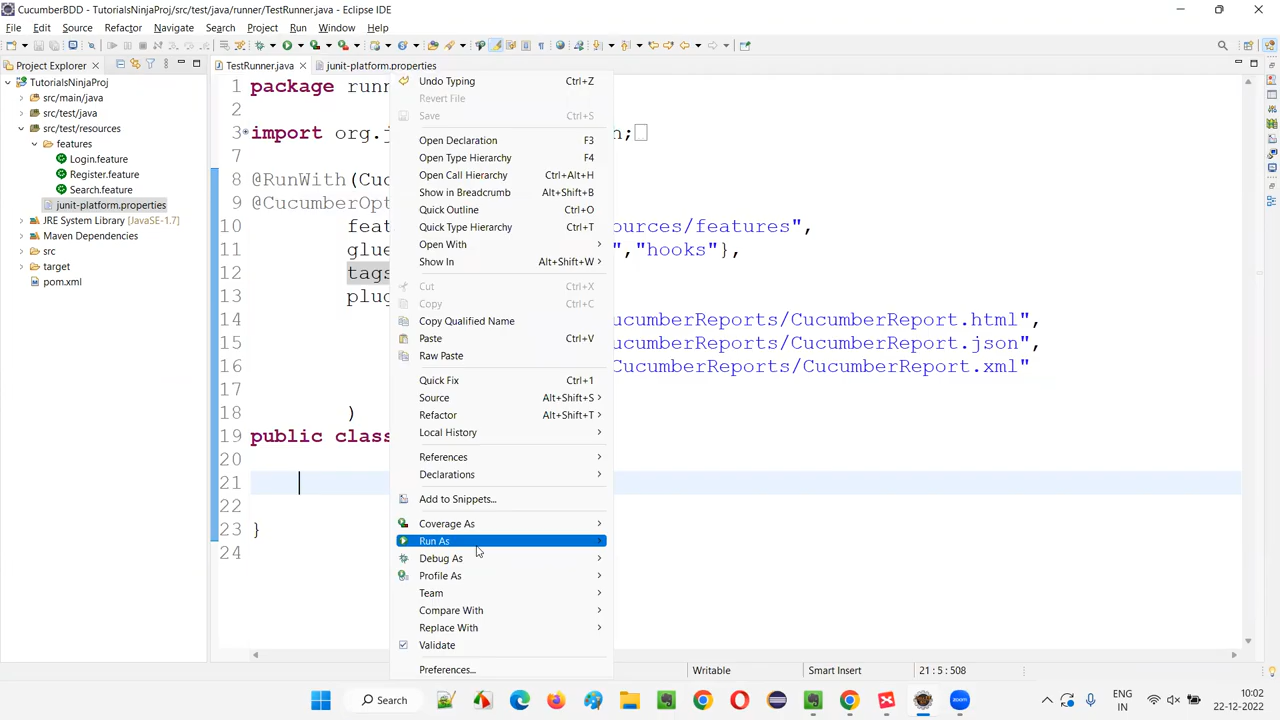 CucumberBDD - TutorialsNinjaProj/src/test/java/runner/TestRunner.java - Eclipse IDE
File Edit Source Refactor Navigate Search Project Run Window Help
Project Explorer
TutorialsNinjaProj
src/main/java
src/test/java
src/test/resources
features
Login.feature
Register.feature
Search.feature
junit-platform.properties
JRE System Library [JavaSE-1.7]
Maven Dependencies
src
target
pom.xml
TestRunner.java
junit-platform.properties
1 package runn
2
3 import org.j n;
7
8 @RunWith(Cuc
9 @CucumberOpt
10 feat ources/features",
11 glue ","hooks"},
12 tags
13 plug
14 ucumberReports/CucumberReport.html",
15 ucumberReports/CucumberReport.json",
16 ucumberReports/CucumberReport.xml"
17
18 )
19 public class
20
21
22
23 }
24
Undo Typing Ctrl+Z
Revert File
Save Ctrl+S
Open Declaration F3
Open Type Hierarchy F4
Open Call Hierarchy Ctrl+Alt+H
Show in Breadcrumb Alt+Shift+B
Quick Outline Ctrl+O
Quick Type Hierarchy Ctrl+T
Open With
Show In Alt+Shift+W
Cut Ctrl+X
Copy Ctrl+C
Copy Qualified Name
Paste Ctrl+V
Raw Paste
Quick Fix Ctrl+1
Source Alt+Shift+S
Refactor Alt+Shift+T
Local History
References
Declarations
Add to Snippets...
Coverage As
Run As
Debug As
Profile As
Team
Compare With
Replace With
Validate
Preferences...
Writable Smart Insert 21 : 5 : 508
Search
ENG
IN
10:02
22-12-2022